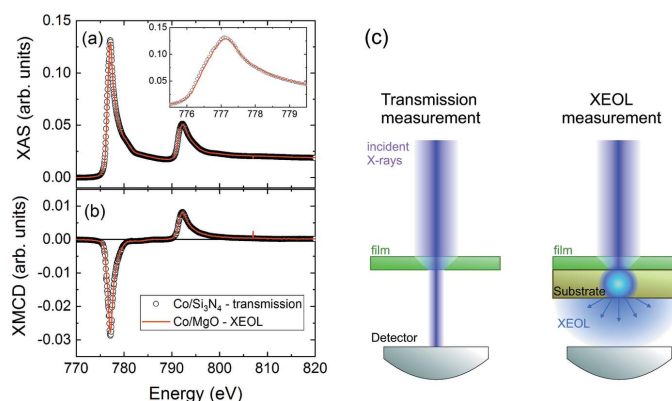 (a)
XAS (arb. units)
0.15
0.10
0.05
0.00
0.15
0.10
0.05
776 777 778 779
(b)
XMCD (arb. units)
0.01
0.00
-0.01
-0.02
-0.03
Co/Si₃N₄ - transmission
Co/MgO - XEOL
770 780 790 800 810 820
Energy (eV)
(c)
Transmission
measurement
incident
X-rays
film
Detector
XEOL
measurement
film
Substrate
XEOL